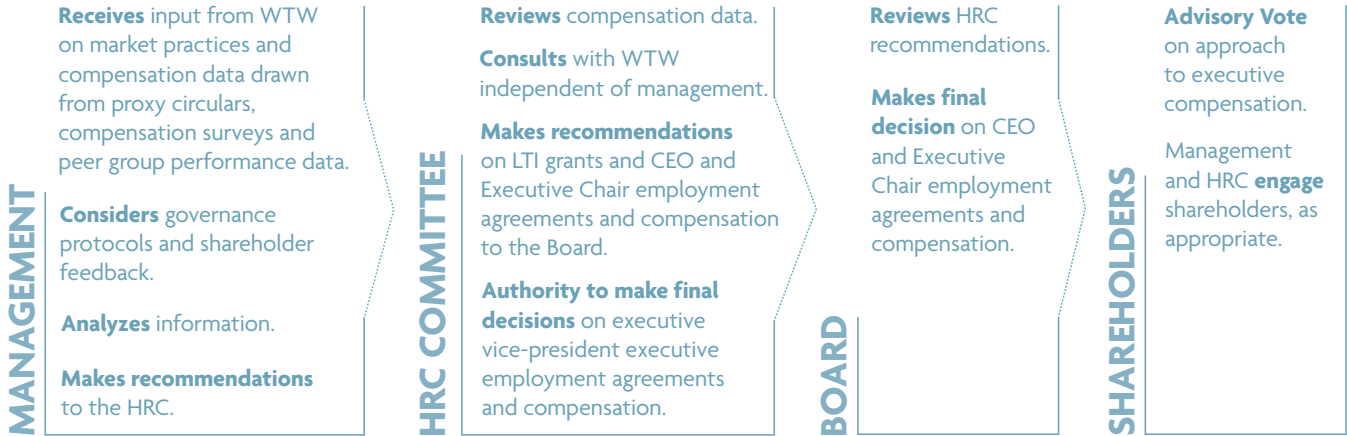 MANAGEMENT
Receives input from WTW
on market practices and
compensation data drawn
from proxy circulars,
compensation surveys and
peer group performance data.
Considers governance
protocols and shareholder
feedback.
Analyzes information.
Makes recommendations
to the HRC.
HRC COMMITTEE
Reviews compensation data.
Consults with WTW
independent of management.
Makes recommendations
on LTI grants and CEO and
Executive Chair employment
agreements and compensation
to the Board.
Authority to make final
decisions on executive
vice-president executive
employment agreements
and compensation.
BOARD
Reviews HRC
recommendations.
Makes final
decision on CEO
and Executive
Chair employment
agreements and
compensation.
SHAREHOLDERS
Advisory Vote
on approach
to executive
compensation.
Management
and HRC engage
shareholders, as
appropriate.